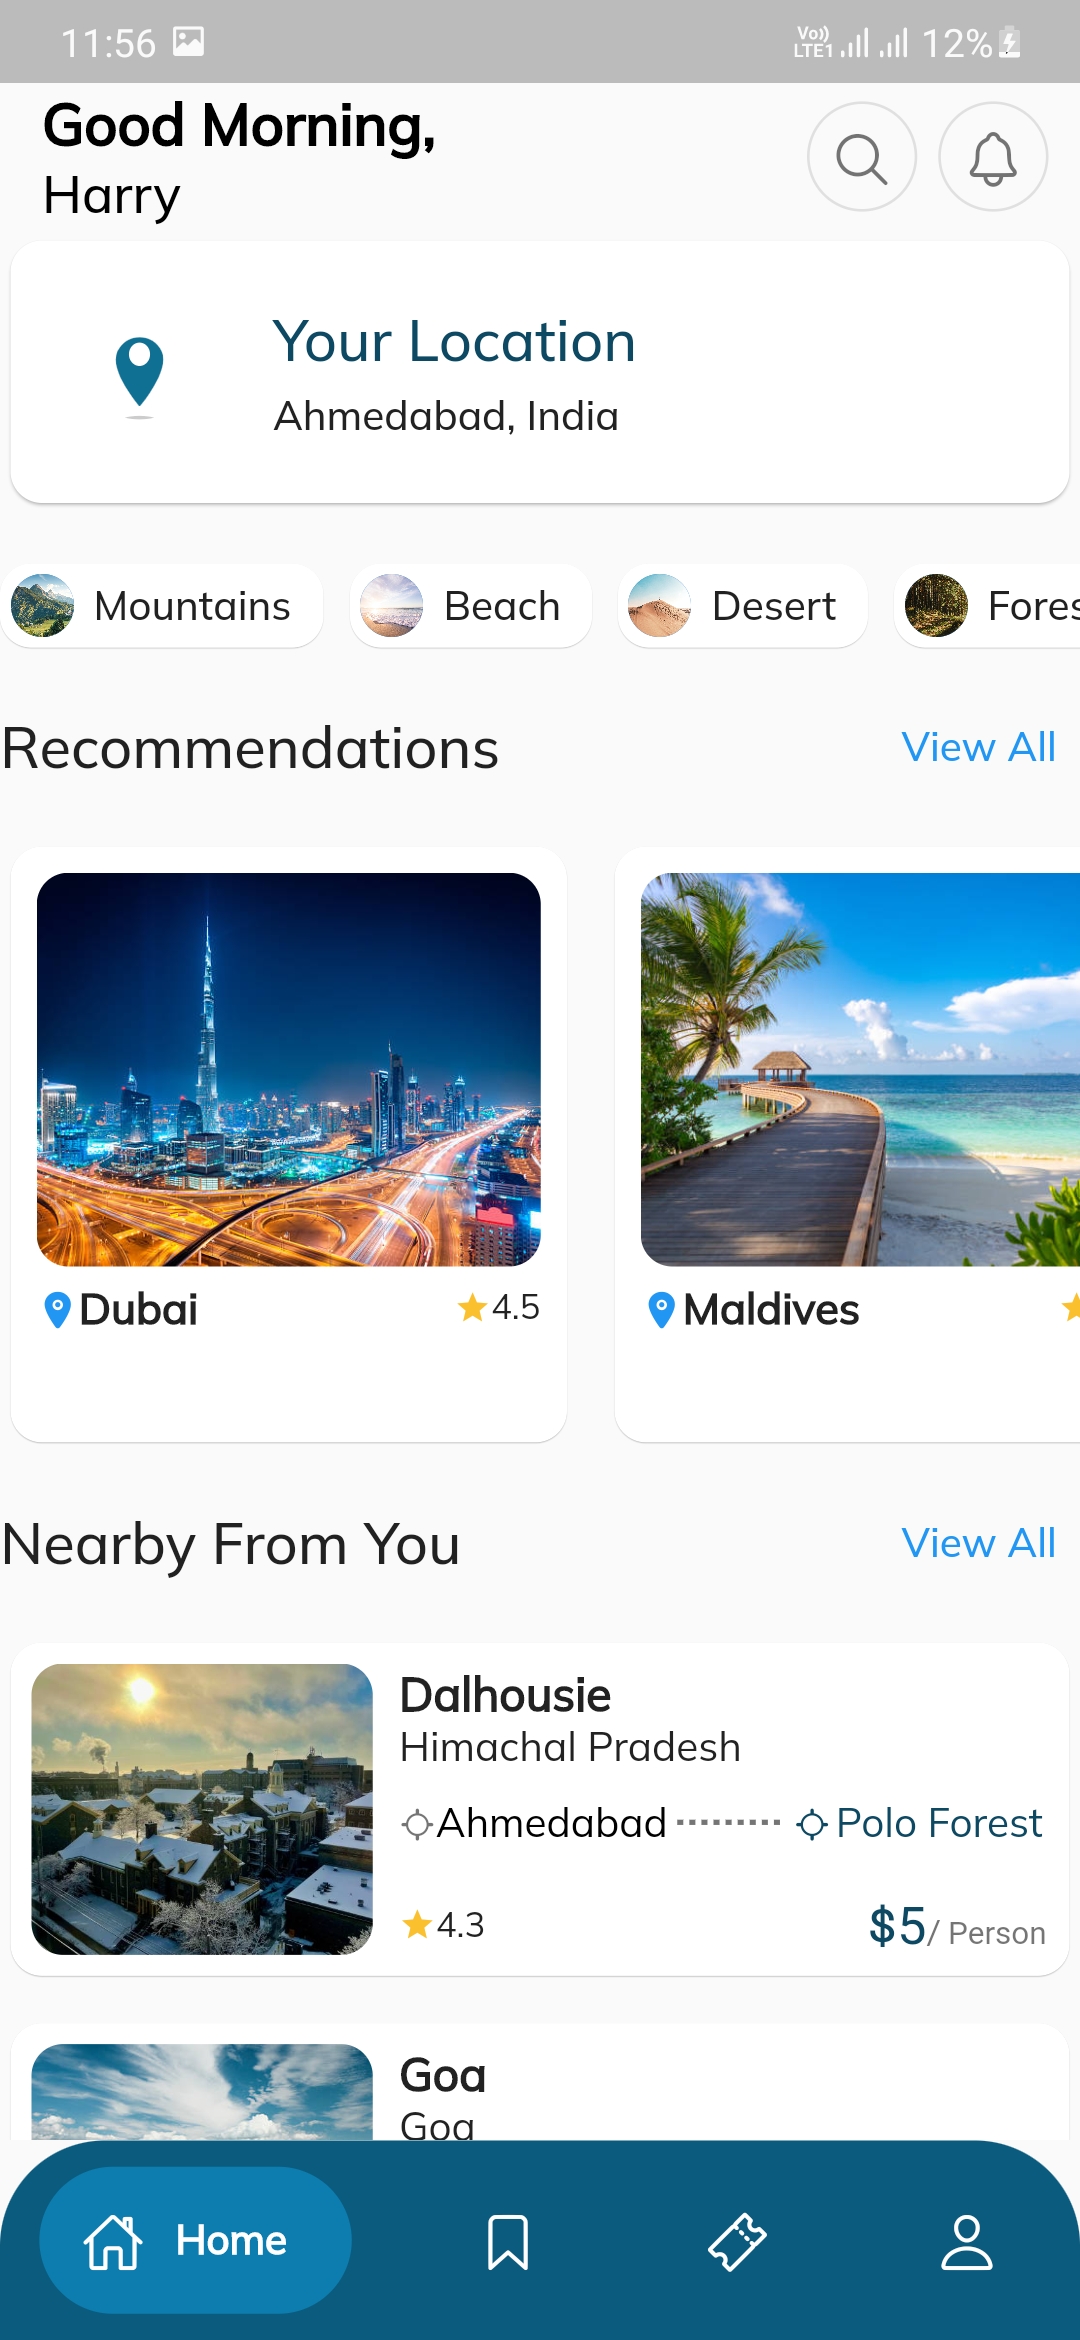 11:56
Vo)) LTE1 12%
Good Morning,
Harry
Your Location
Ahmedabad, India
Mountains Beach Desert Fores
Recommendations View All
Dubai 4.5 Maldives
Nearby From You View All
Dalhousie
Himachal Pradesh
Ahmedabad Polo Forest
4.3 $5/ Person
Goa
Goa
Home